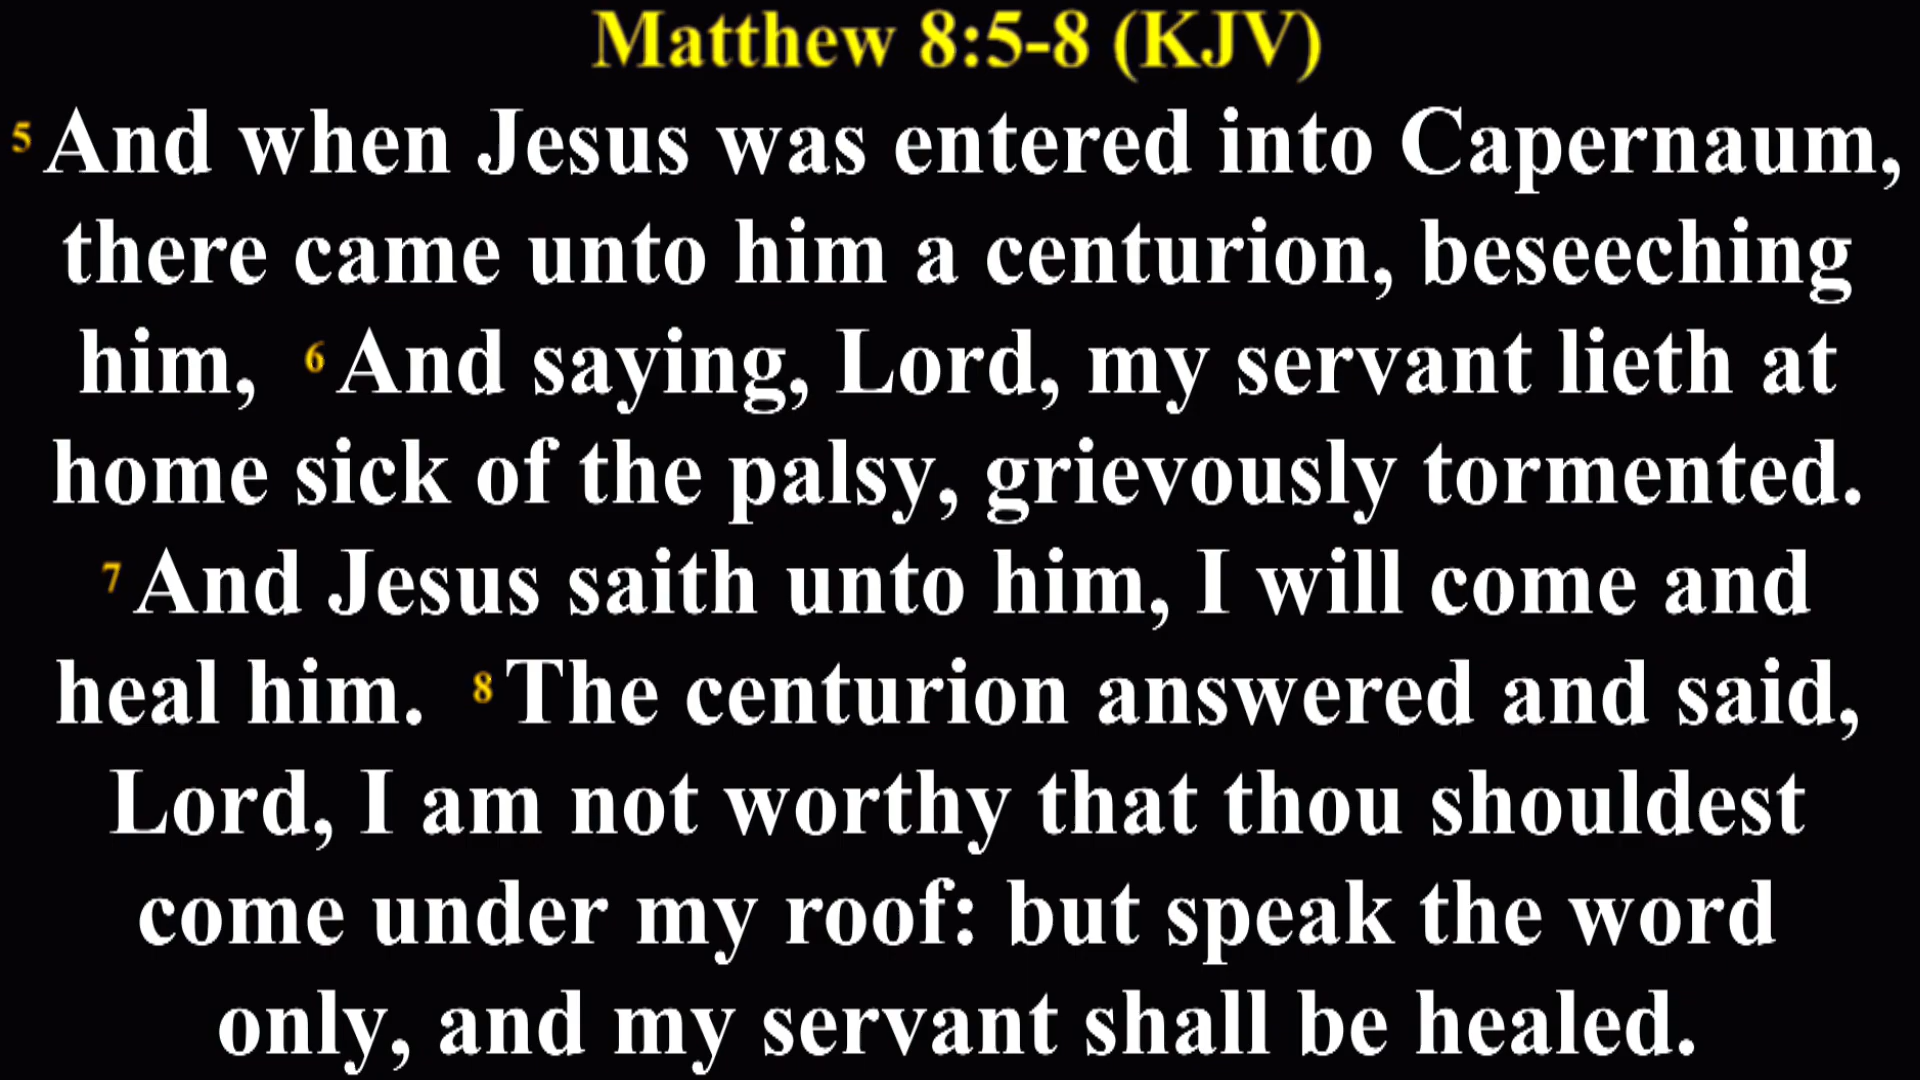 Matthew 8:5-8 (KJV)
5 And when Jesus was entered into Capernaum,
there came unto him a centurion, beseeching
him, 6 And saying, Lord, my servant lieth at
home sick of the palsy, grievously tormented.
7 And Jesus saith unto him, I will come and
heal him. 8 The centurion answered and said,
Lord, I am not worthy that thou shouldest
come under my roof: but speak the word
only, and my servant shall be healed.